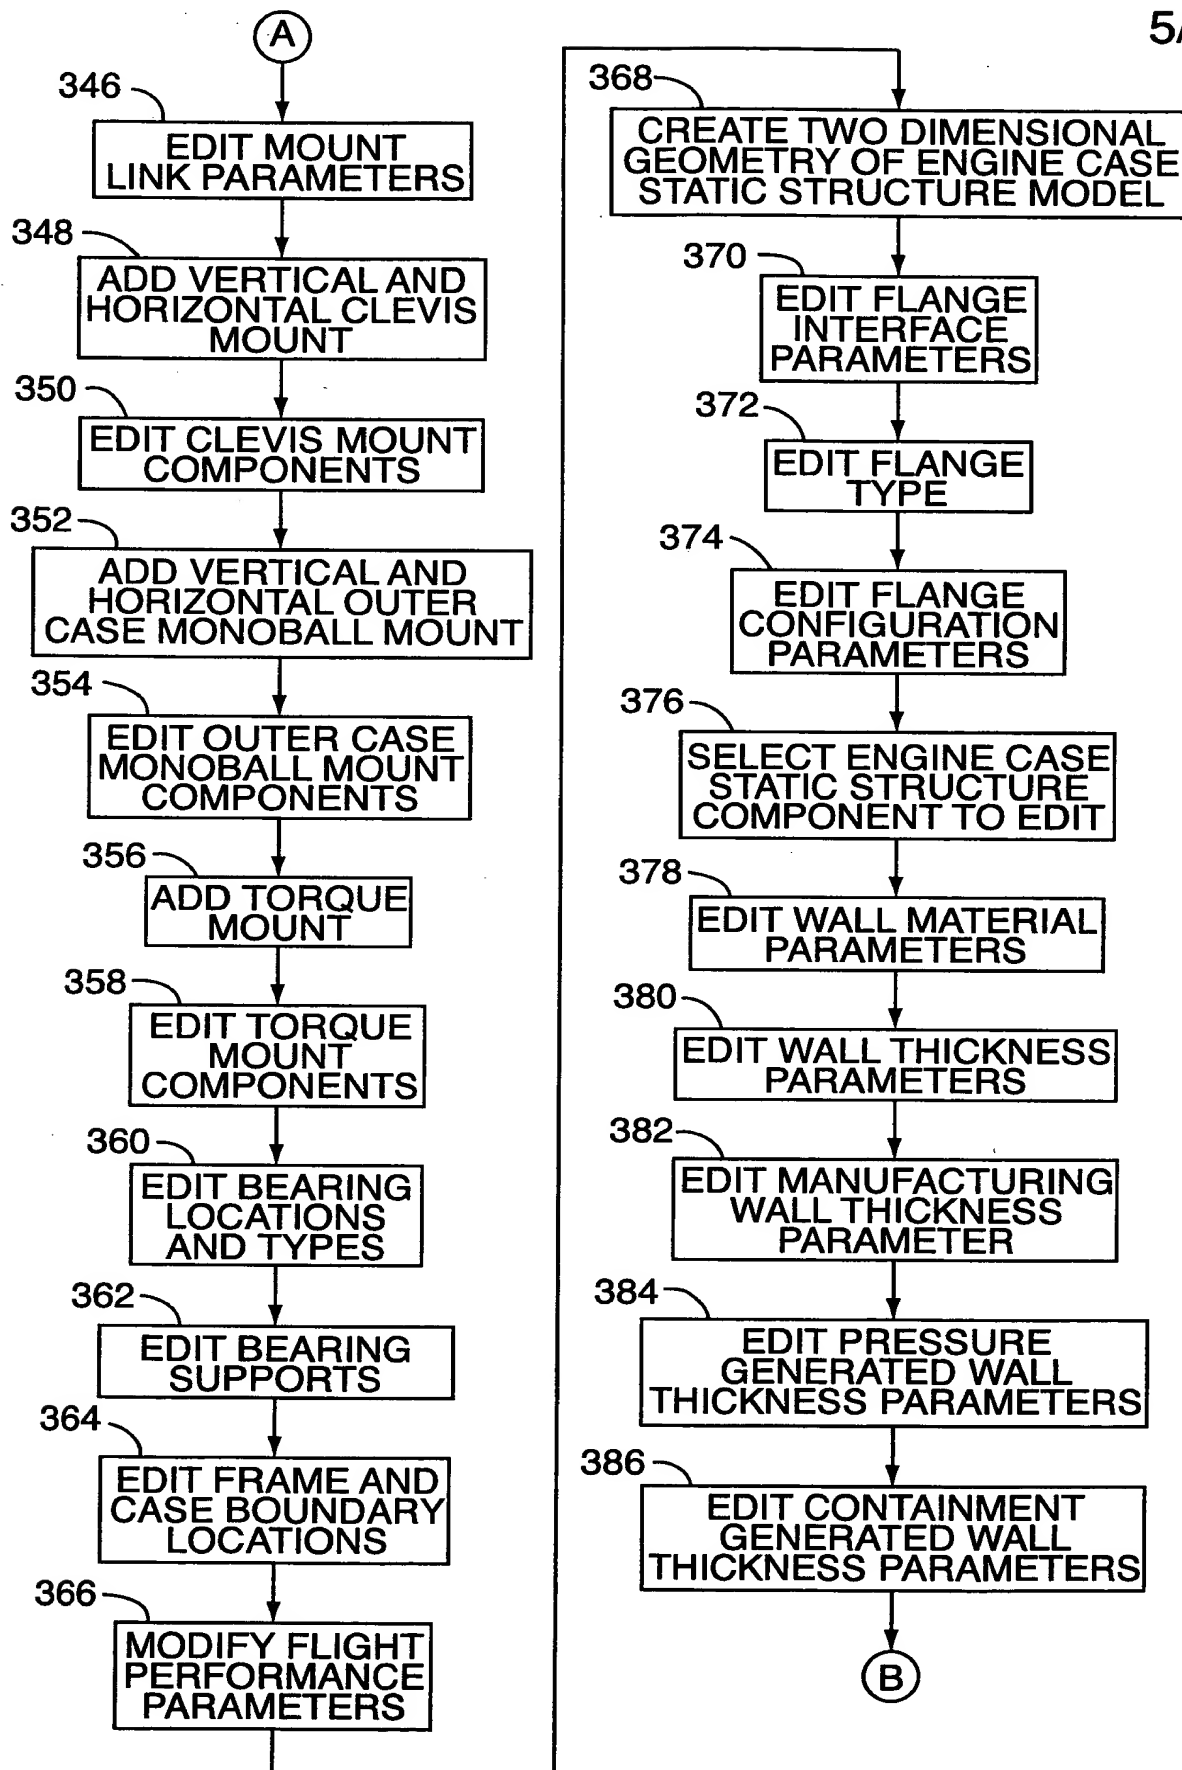 A
346
EDIT MOUNT
LINK PARAMETERS
348
ADD VERTICAL AND
HORIZONTAL CLEVIS
MOUNT
350
EDIT CLEVIS MOUNT
COMPONENTS
352
ADD VERTICAL AND
HORIZONTAL OUTER
CASE MONOBALL MOUNT
354
EDIT OUTER CASE
MONOBALL MOUNT
COMPONENTS
356
ADD TORQUE
MOUNT
358
EDIT TORQUE
MOUNT
COMPONENTS
360
EDIT BEARING
LOCATIONS
AND TYPES
362
EDIT BEARING
SUPPORTS
364
EDIT FRAME AND
CASE BOUNDARY
LOCATIONS
366
MODIFY FLIGHT
PERFORMANCE
PARAMETERS
5/
368
CREATE TWO DIMENSIONAL
GEOMETRY OF ENGINE CASE
STATIC STRUCTURE MODEL
370
EDIT FLANGE
INTERFACE
PARAMETERS
372
EDIT FLANGE
TYPE
374
EDIT FLANGE
CONFIGURATION
PARAMETERS
376
SELECT ENGINE CASE
STATIC STRUCTURE
COMPONENT TO EDIT
378
EDIT WALL MATERIAL
PARAMETERS
380
EDIT WALL THICKNESS
PARAMETERS
382
EDIT MANUFACTURING
WALL THICKNESS
PARAMETER
384
EDIT PRESSURE
GENERATED WALL
THICKNESS PARAMETERS
386
EDIT CONTAINMENT
GENERATED WALL
THICKNESS PARAMETERS
B